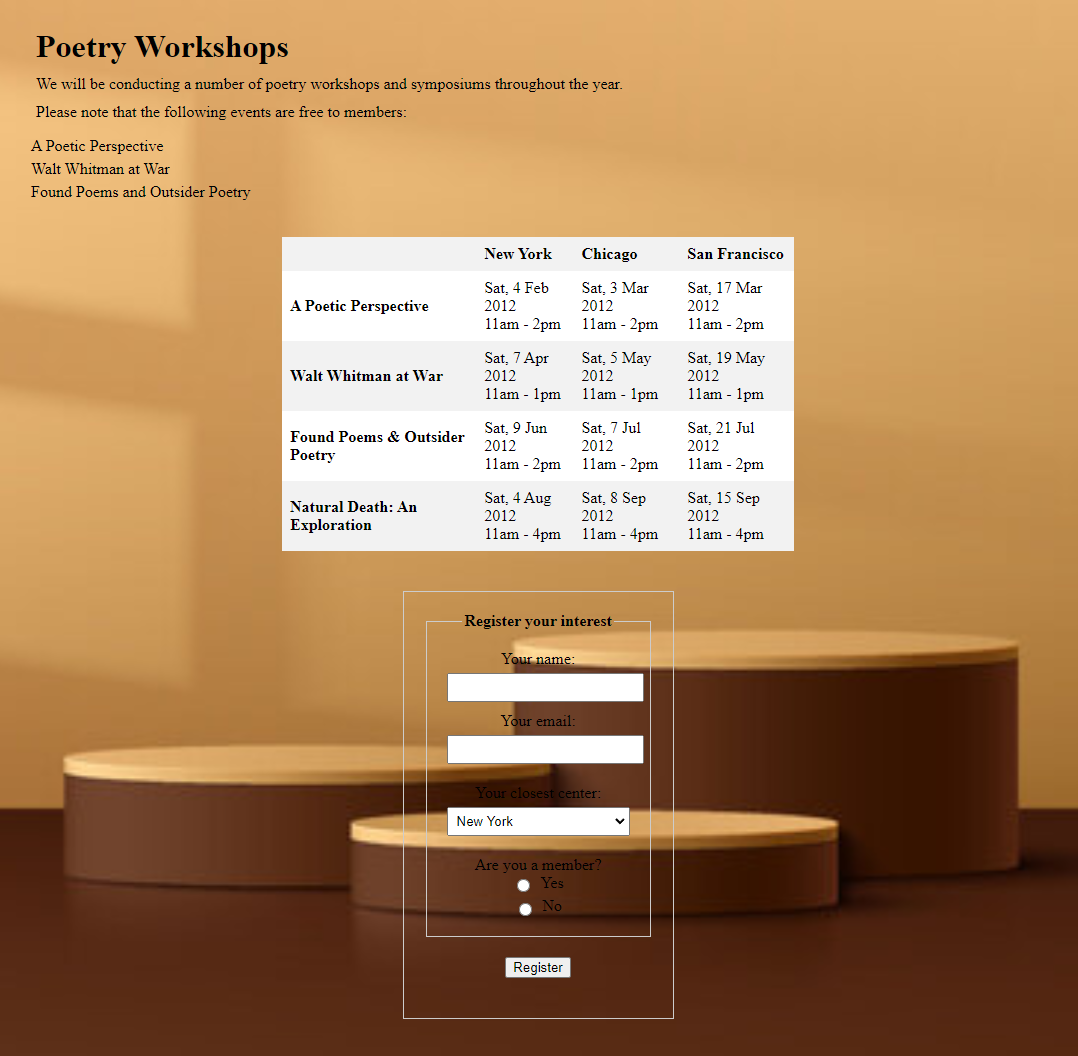 Poetry Workshops
We will be conducting a number of poetry workshops and symposiums throughout the year.
Please note that the following events are free to members:
A Poetic Perspective
Walt Whitman at War
Found Poems and Outsider Poetry
New York Chicago San Francisco
A Poetic Perspective
Sat, 4 Feb
2012
11am - 2pm
Sat, 3 Mar
2012
11am - 2pm
Sat, 17 Mar
2012
11am - 2pm
Walt Whitman at War
Sat, 7 Apr
2012
11am - 1pm
Sat, 5 May
2012
11am - 1pm
Sat, 19 May
2012
11am - 1pm
Found Poems & Outsider
Poetry
Sat, 9 Jun
2012
11am - 2pm
Sat, 7 Jul
2012
11am - 2pm
Sat, 21 Jul
2012
11am - 2pm
Natural Death: An
Exploration
Sat, 4 Aug
2012
11am - 4pm
Sat, 8 Sep
2012
11am - 4pm
Sat, 15 Sep
2012
11am - 4pm
Register your interest
Your name:
Your email:
Your closest center:
New York
Are you a member?
Yes
No
Register